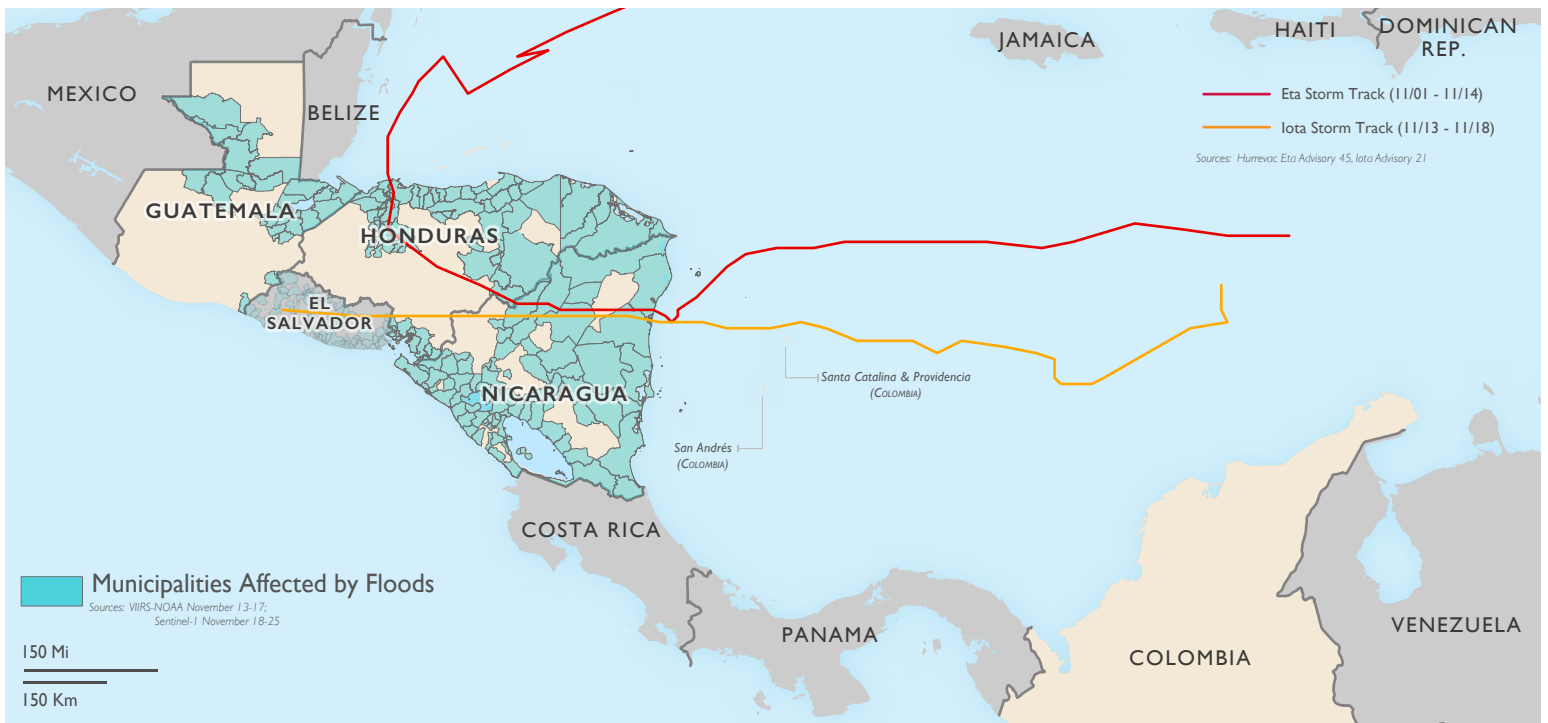 MEXICO
BELIZE
GUATEMALA
HONDURAS
EL
SALVADOR
NICARAGUA
COSTA RICA
PANAMA
COLOMBIA
VENEZUELA
JAMAICA
HAITI
DOMINICAN
REP.
Eta Storm Track (11/01 - 11/14)
Iota Storm Track (11/13 - 11/18)
Sources: Hurrevac Eta Advisory 45, Iota Advisory 21
Santa Catalina & Providencia
(COLOMBIA)
San Andrés
(COLOMBIA)
Municipalities Affected by Floods
Sources: VIIRS-NOAA November 13-17;
Sentinel-1 November 18-25
150 Mi
150 Km